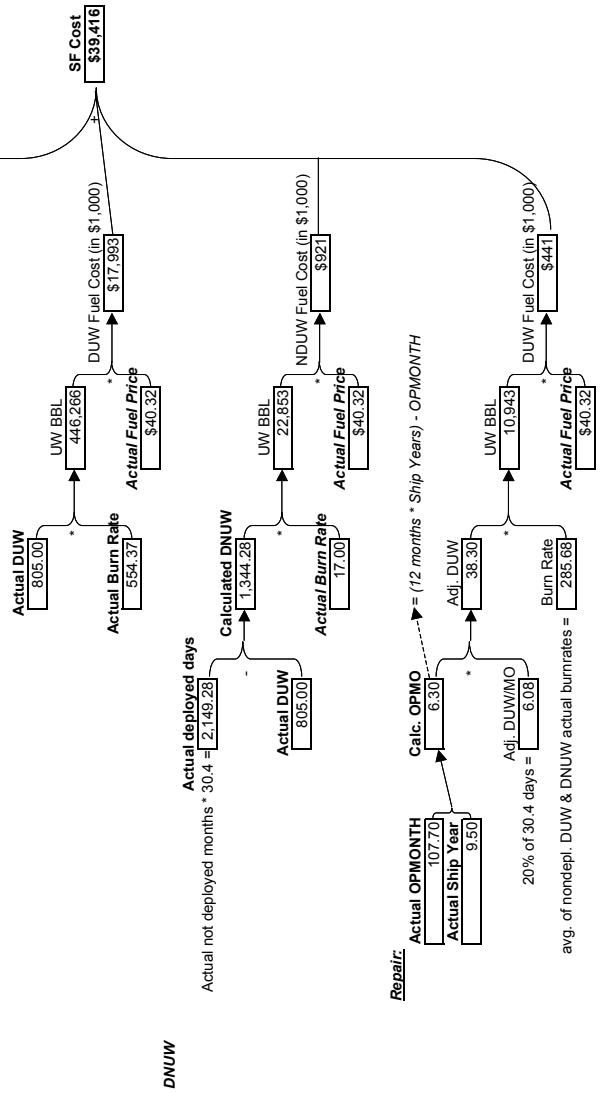 SF Cost
$39,416
+
DUW Fuel Cost (in $1,000)
$17,993
UW BBL
446,266
*
Actual Fuel Price
$40.32
Actual DUW
805.00
*
Actual Burn Rate
554.37
DNUW
NDUW Fuel Cost (in $1,000)
$921
UW BBL
22,853
*
Actual Fuel Price
$40.32
Calculated DNUW
1,344.28
*
Actual Burn Rate
17.00
Actual deployed days
Actual not deployed months * 30.4 = 2,149.28
-
Actual DUW
805.00
Repair:
Actual OPMONTH
107.70
Actual Ship Year
9.50
Calc. OPMO
6.30
= (12 months * Ship Years) - OPMONTH
*
Adj. DUW/MO
20% of 30.4 days = 6.08
Adj. DUW
38.30
*
Burn Rate
avg. of nondepl. DUW & DNUW actual burnrates = 285.68
UW BBL
10,943
*
Actual Fuel Price
$40.32
DUW Fuel Cost (in $1,000)
$441